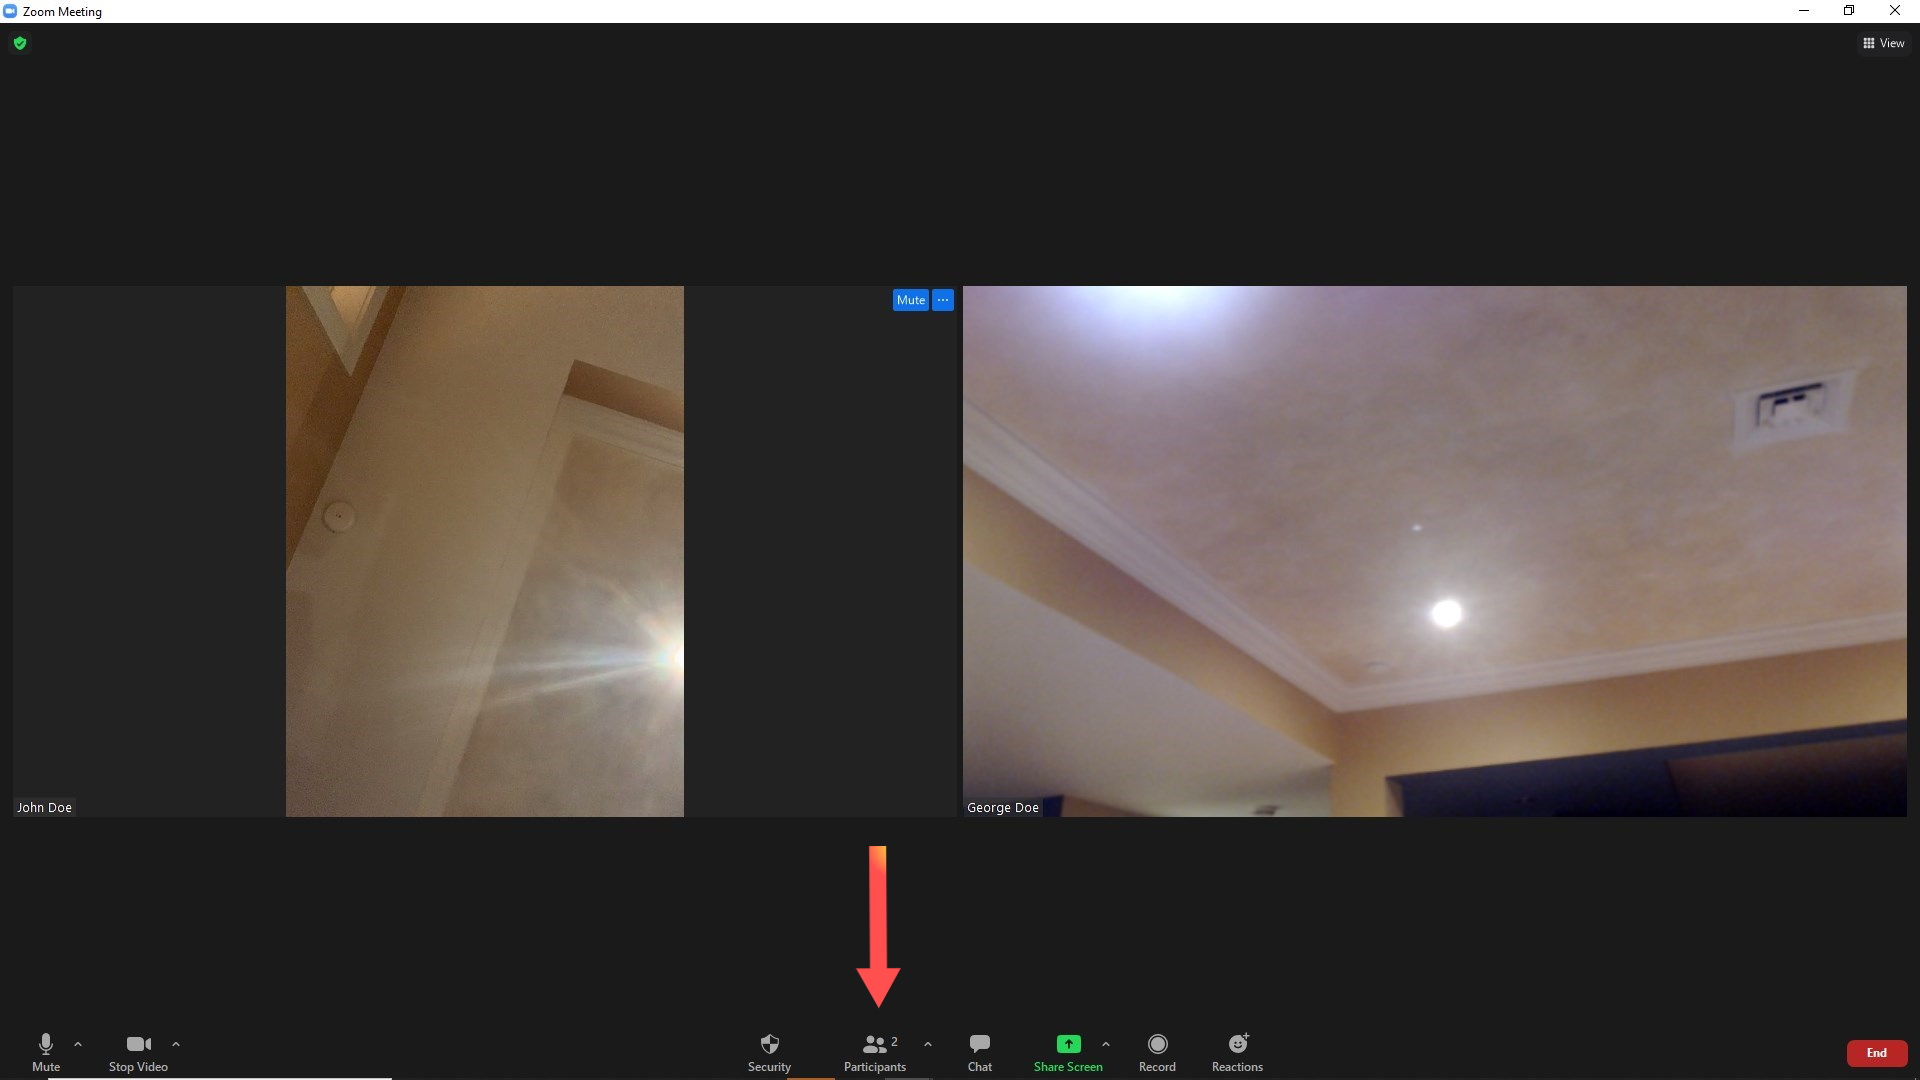 Zoom Meeting
View
Mute
John Doe
George Doe
Mute
Stop Video
Security
2
Participants
Chat
Share Screen
Record
Reactions
End